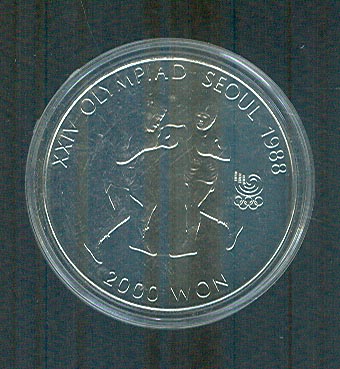 XXIV OLYMPIAD SEOUL 1988
2000 WON